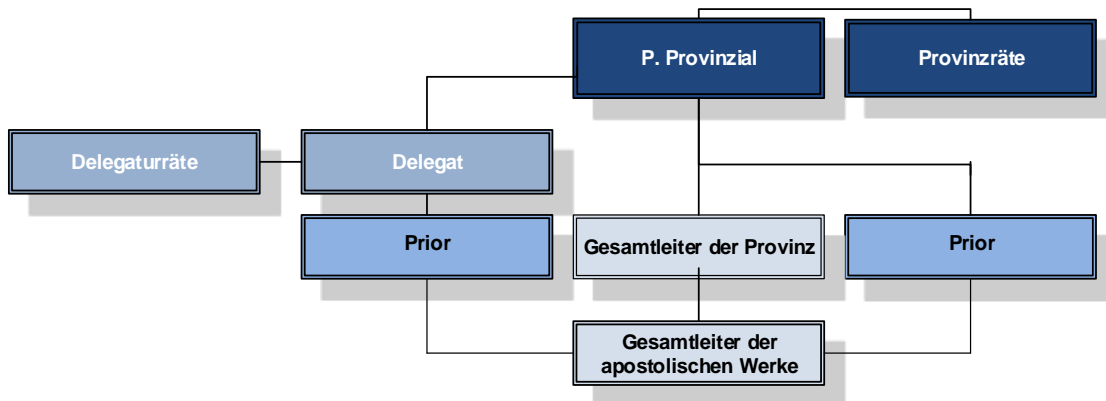 P. Provinzial
Provinzräte
Delegaturräte
Delegat
Prior
Gesamtleiter der Provinz
Prior
Gesamtleiter der
apostolischen Werke